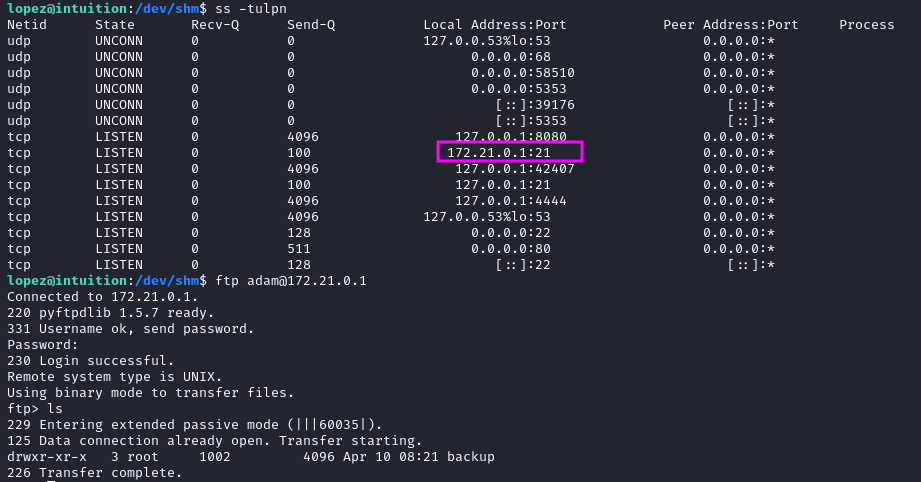 lopez@intuition:/dev/shm$ ss -tulpn
Netid State Recv-Q Send-Q Local Address:Port Peer Address:Port Process
udp UNCONN 0 0 127.0.0.53%lo:53 0.0.0.0:*
udp UNCONN 0 0 0.0.0.0:68 0.0.0.0:*
udp UNCONN 0 0 0.0.0.0:58510 0.0.0.0:*
udp UNCONN 0 0 0.0.0.0:5353 0.0.0.0:*
udp UNCONN 0 0 [::]:39176 [::]:*
udp UNCONN 0 0 [::]:5353 [::]:*
tcp LISTEN 0 4096 127.0.0.1:8080 0.0.0.0:*
tcp LISTEN 0 100 172.21.0.1:21 0.0.0.0:*
tcp LISTEN 0 4096 127.0.0.1:42407 0.0.0.0:*
tcp LISTEN 0 100 127.0.0.1:21 0.0.0.0:*
tcp LISTEN 0 4096 127.0.0.1:4444 0.0.0.0:*
tcp LISTEN 0 4096 127.0.0.53%lo:53 0.0.0.0:*
tcp LISTEN 0 128 0.0.0.0:22 0.0.0.0:*
tcp LISTEN 0 511 0.0.0.0:80 0.0.0.0:*
tcp LISTEN 0 128 [::]:22 [::]:*
lopez@intuition:/dev/shm$ ftp adam@172.21.0.1
Connected to 172.21.0.1.
220 pyftpdlib 1.5.7 ready.
331 Username ok, send password.
Password:
230 Login successful.
Remote system type is UNIX.
Using binary mode to transfer files.
ftp> ls
229 Entering extended passive mode (|||60035|).
125 Data connection already open. Transfer starting.
drwxr-xr-x 3 root 1002 4096 Apr 10 08:21 backup
226 Transfer complete.